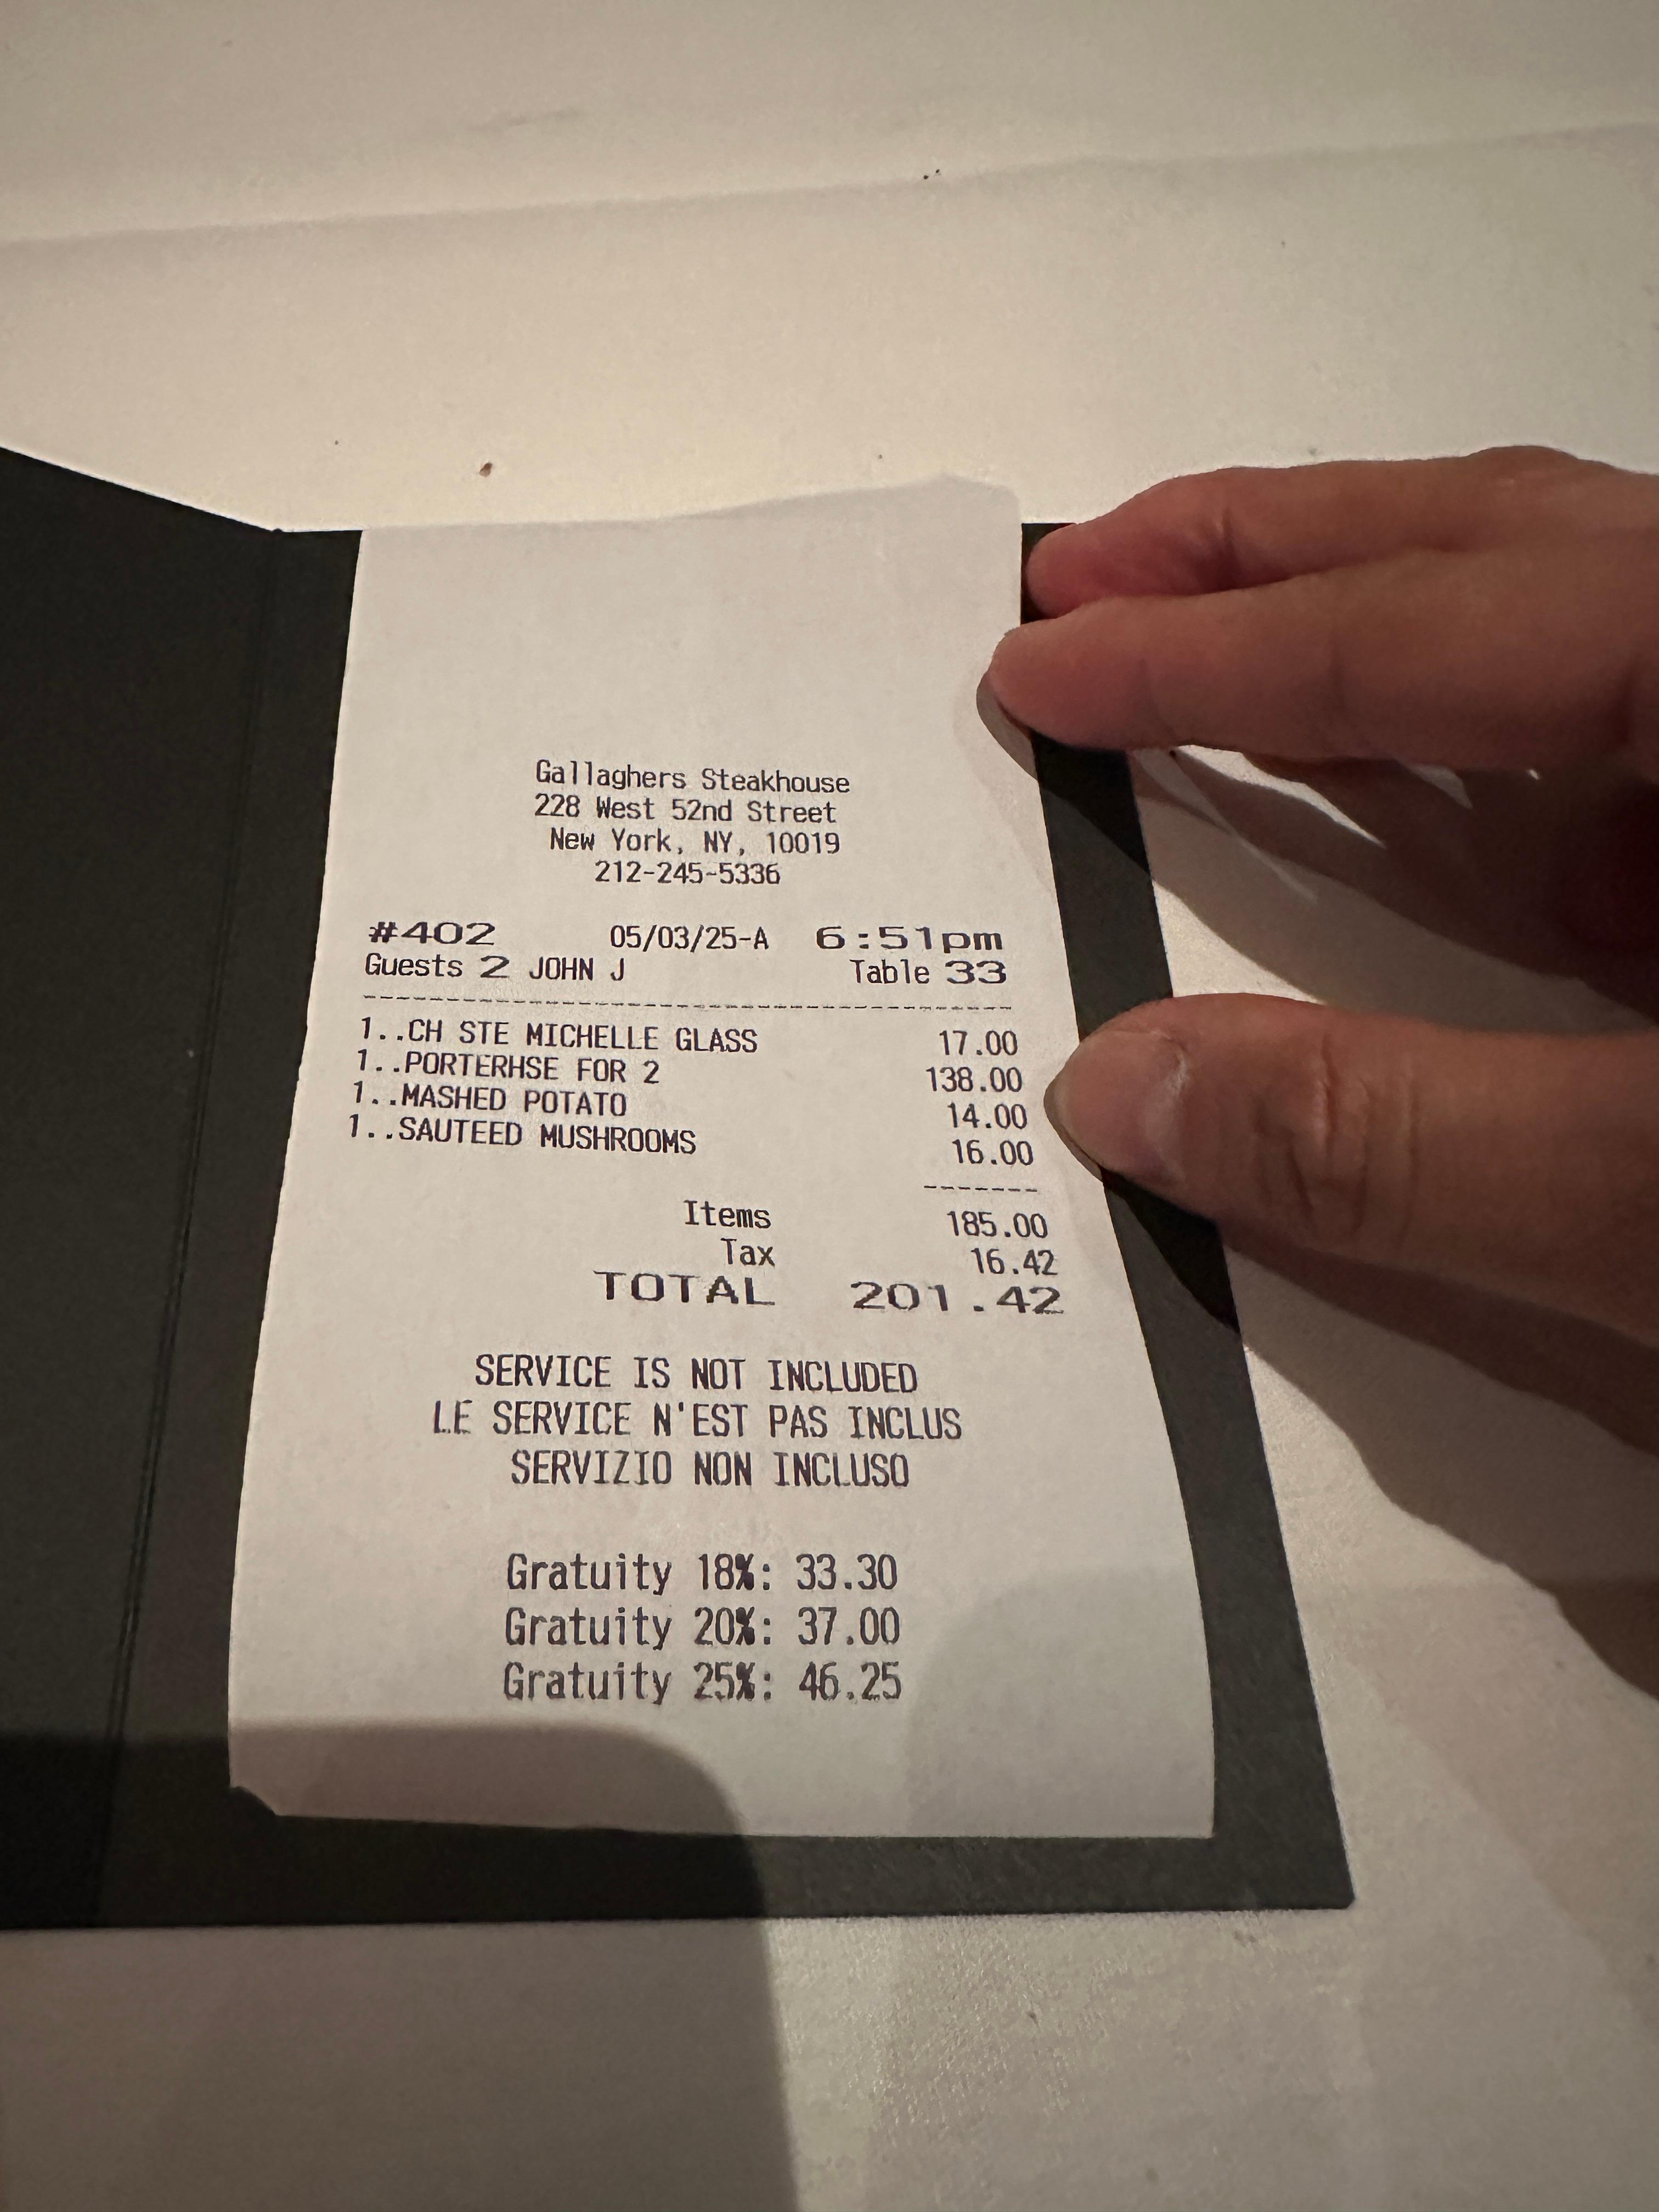 Gallaghers Steakhouse
228 West 52nd Street
New York, NY, 10019
212-245-5336
#402 05/03/25-A 6:51pm
Guests 2 JOHN J Table 33
--------------------------------
1..CH STE MICHELLE GLASS 17.00
1..PORTERHSE FOR 2 138.00
1..MASHED POTATO 14.00
1..SAUTEED MUSHROOMS 16.00
-------
Items 185.00
Tax 16.42
TOTAL 201.42
SERVICE IS NOT INCLUDED
LE SERVICE N'EST PAS INCLUS
SERVIZIO NON INCLUSO
Gratuity 18%: 33.30
Gratuity 20%: 37.00
Gratuity 25%: 46.25